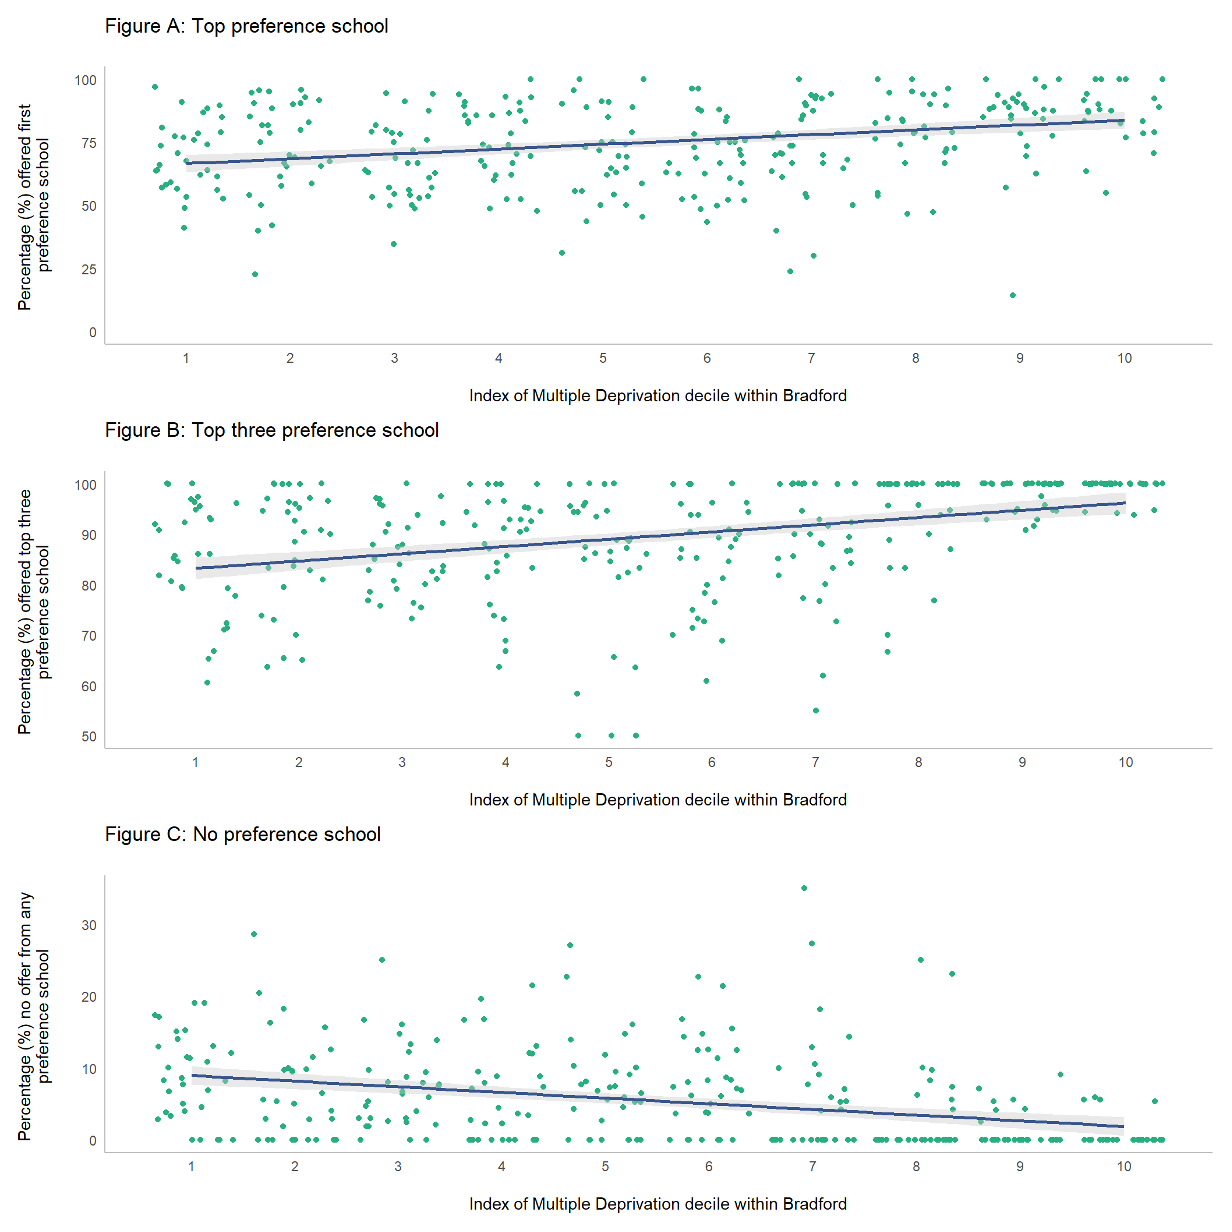 Figure A: Top preference school
Percentage (%) offered first
preference school
100
75
50
25
0
1 2 3 4 5 6 7 8 9 10
Index of Multiple Deprivation decile within Bradford
Figure B: Top three preference school
Percentage (%) offered top three
preference school
100
90
80
70
60
50
1 2 3 4 5 6 7 8 9 10
Index of Multiple Deprivation decile within Bradford
Figure C: No preference school
Percentage (%) no offer from any
preference school
30
20
10
0
1 2 3 4 5 6 7 8 9 10
Index of Multiple Deprivation decile within Bradford